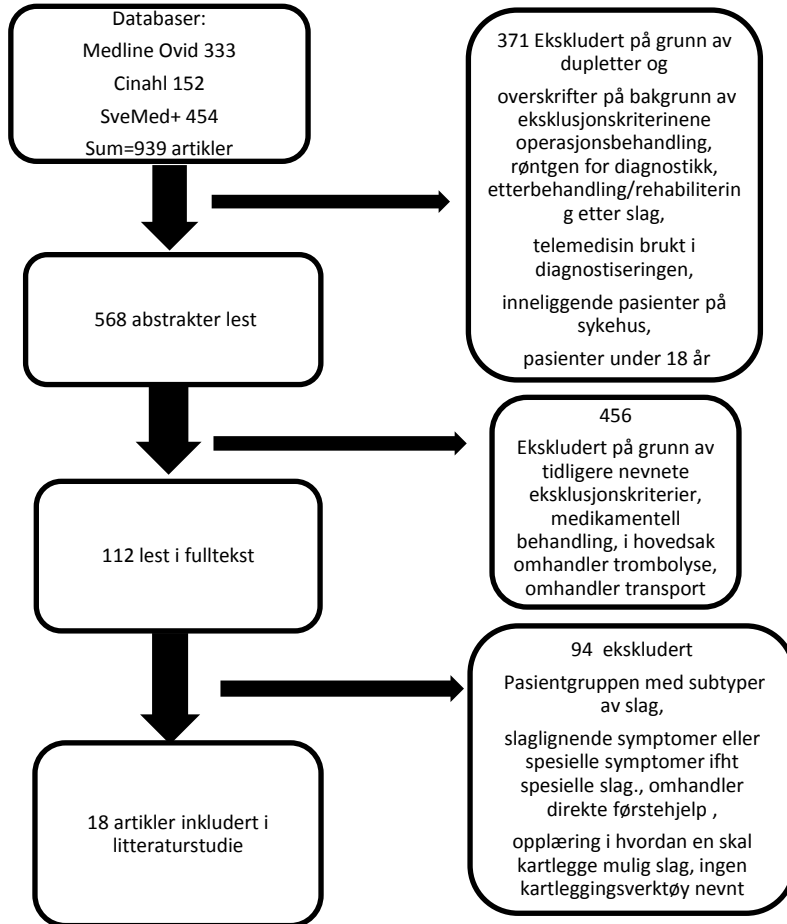 Databaser:
Medline Ovid 333
Cinahl 152
SveMed+ 454
Sum=939 artikler
371 Ekskludert på grunn av
dupletter og
overskrifter på bakgrunn av
eksklusjonskriterinene
operasjonsbehandling,
røntgen for diagnostikk,
etterbehandling/rehabiliterin
g etter slag,
telemedisin brukt i
diagnostiseringen,
inneliggende pasienter på
sykehus,
pasienter under 18 år
568 abstrakter lest
456
Ekskludert på grunn av
tidligere nevnete
eksklusjonskriterier,
medikamentell
behandling, i hovedsak
omhandler trombolyse,
omhandler transport
112 lest i fulltekst
94 ekskludert
Pasientgruppen med subtyper
av slag,
slaglignende symptomer eller
spesielle symptomer ifht
spesielle slag., omhandler
direkte førstehjelp ,
opplæring i hvordan en skal
kartlegge mulig slag, ingen
kartleggingsverktøy nevnt
18 artikler inkludert i
litteraturstudie